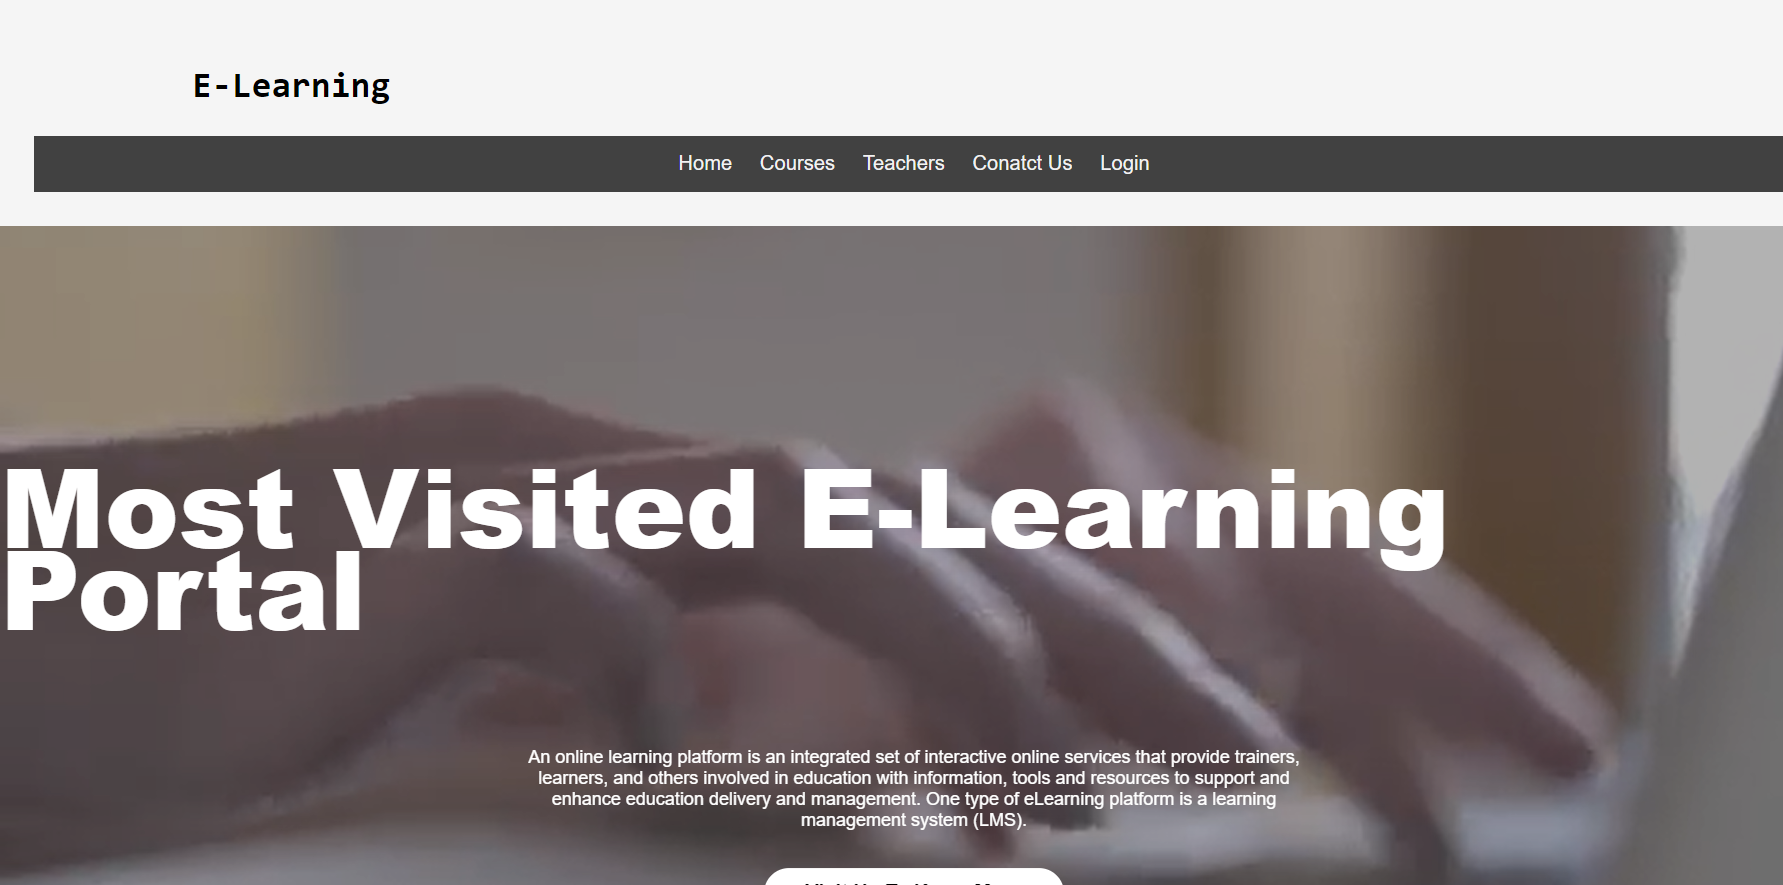 E-Learning
Home Courses Teachers Conatct Us Login
Most Visited E-Learning
Portal
An online learning platform is an integrated set of interactive online services that provide trainers,
learners, and others involved in education with information, tools and resources to support and
enhance education delivery and management. One type of eLearning platform is a learning
management system (LMS).